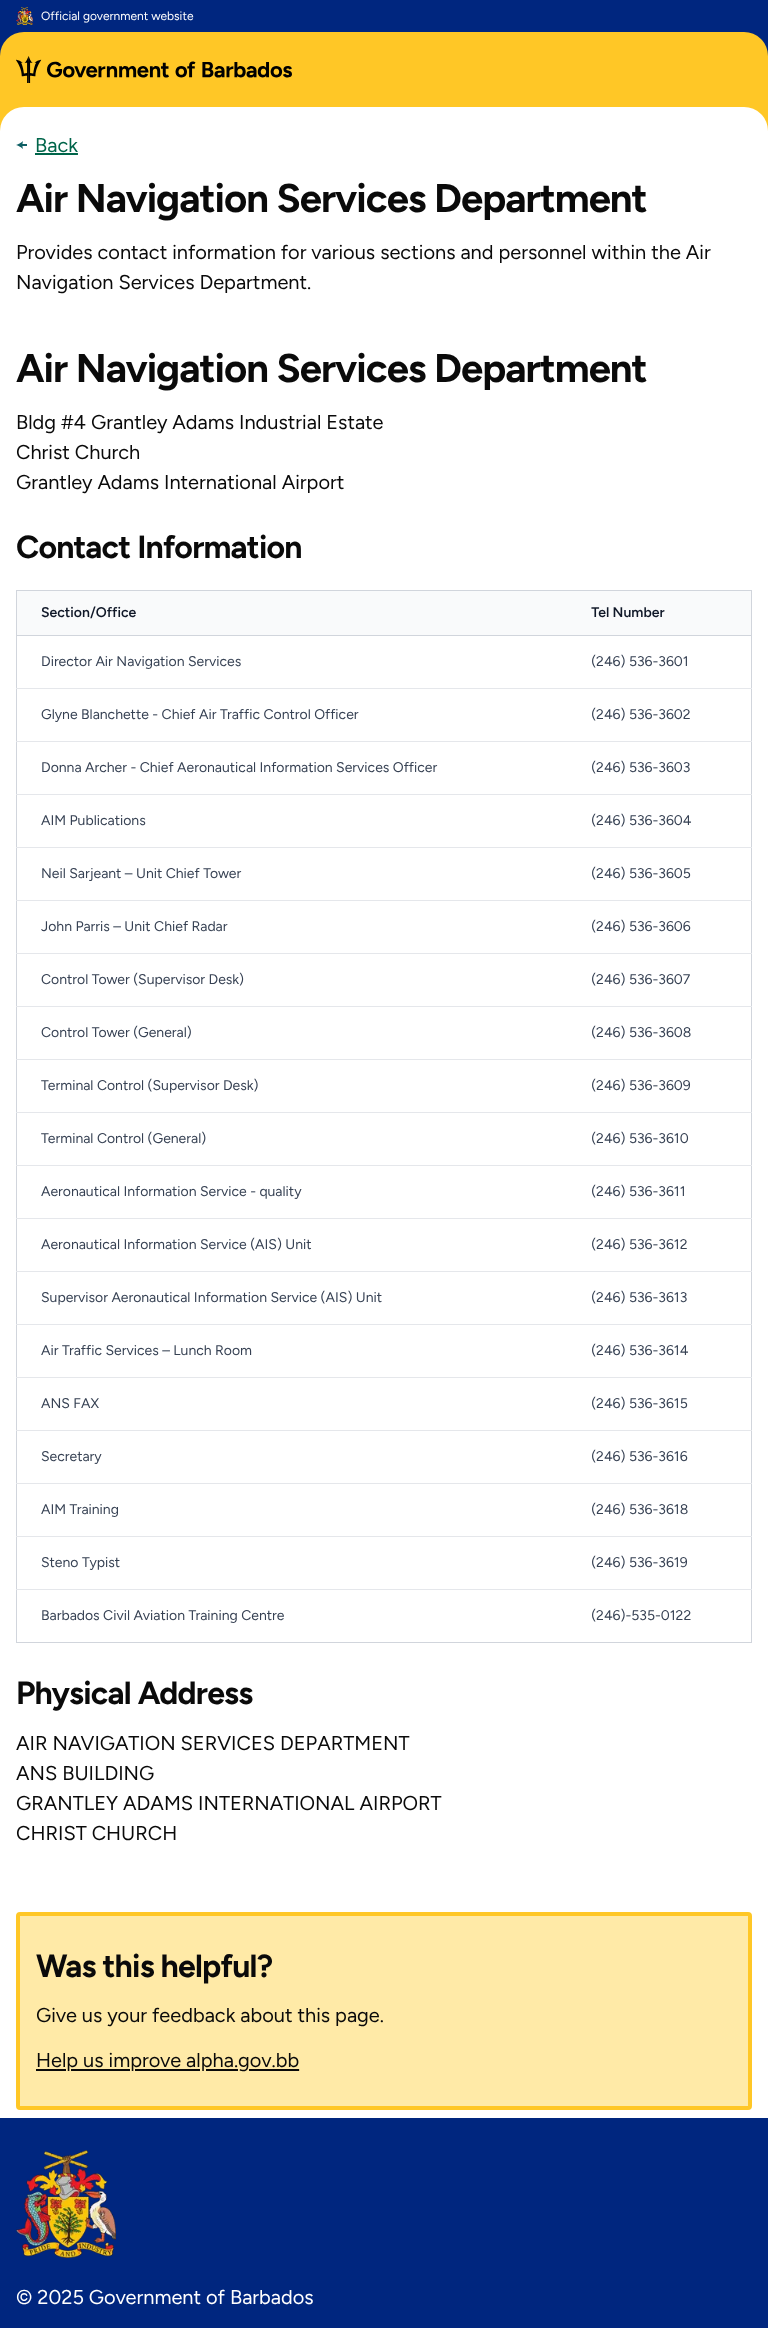 Official government website
Government of Barbados
← Back
Air Navigation Services Department
Provides contact information for various sections and personnel within the Air
Navigation Services Department.
Air Navigation Services Department
Bldg #4 Grantley Adams Industrial Estate
Christ Church
Grantley Adams International Airport
Contact Information
Section/Office Tel Number
Director Air Navigation Services (246) 536-3601
Glyne Blanchette - Chief Air Traffic Control Officer (246) 536-3602
Donna Archer - Chief Aeronautical Information Services Officer (246) 536-3603
AIM Publications (246) 536-3604
Neil Sarjeant – Unit Chief Tower (246) 536-3605
John Parris – Unit Chief Radar (246) 536-3606
Control Tower (Supervisor Desk) (246) 536-3607
Control Tower (General) (246) 536-3608
Terminal Control (Supervisor Desk) (246) 536-3609
Terminal Control (General) (246) 536-3610
Aeronautical Information Service - quality (246) 536-3611
Aeronautical Information Service (AIS) Unit (246) 536-3612
Supervisor Aeronautical Information Service (AIS) Unit (246) 536-3613
Air Traffic Services – Lunch Room (246) 536-3614
ANS FAX (246) 536-3615
Secretary (246) 536-3616
AIM Training (246) 536-3618
Steno Typist (246) 536-3619
Barbados Civil Aviation Training Centre (246)-535-0122
Physical Address
AIR NAVIGATION SERVICES DEPARTMENT
ANS BUILDING
GRANTLEY ADAMS INTERNATIONAL AIRPORT
CHRIST CHURCH
Was this helpful?
Give us your feedback about this page.
Help us improve alpha.gov.bb
PRIDE AND INDUSTRY
© 2025 Government of Barbados